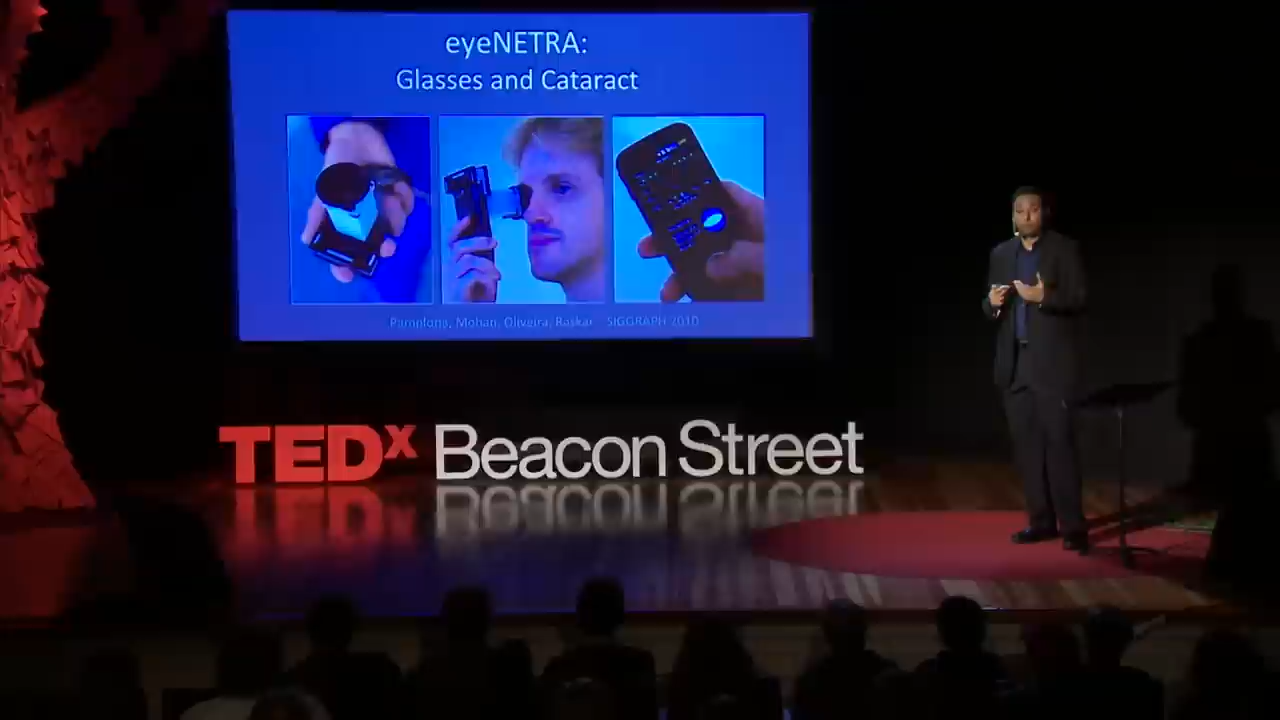 eyeNETRA:
Glasses and Cataract
Pamplona, Mohan, Oliveira, Raskar SIGGRAPH 2010
TEDx Beacon Street